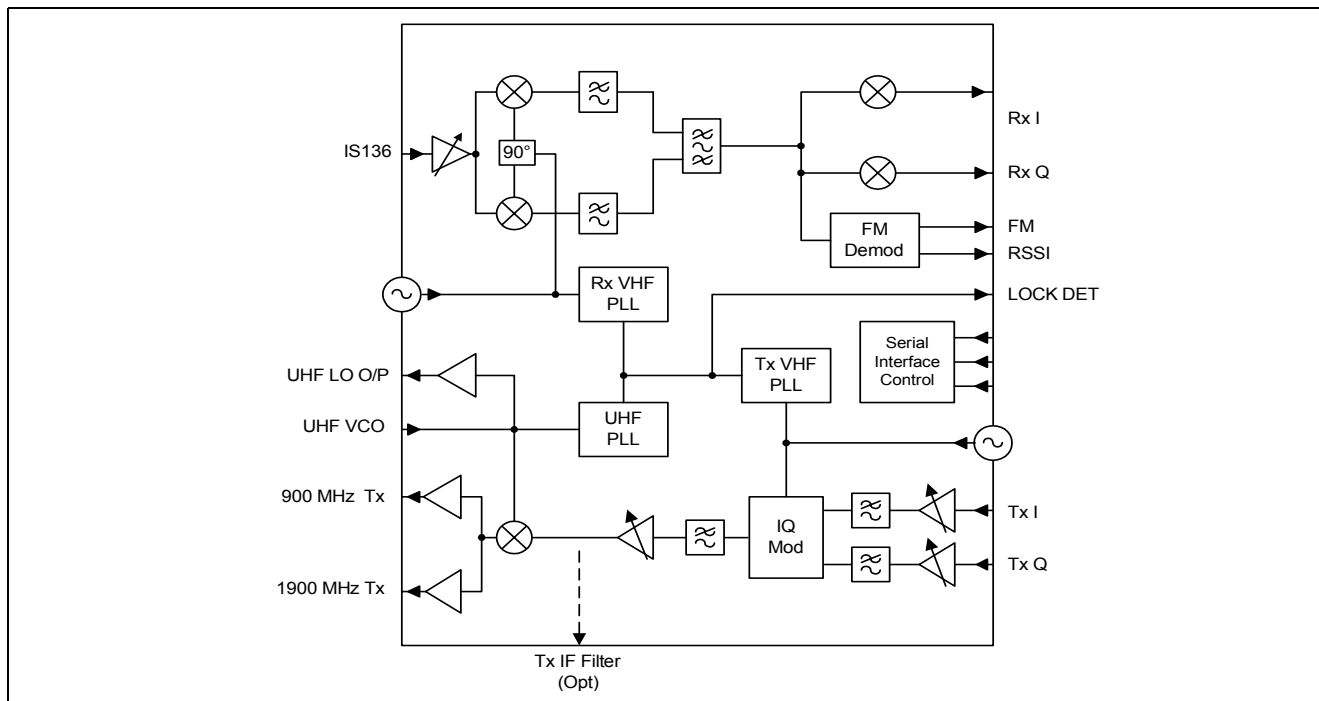 IS136
90°
Rx I
Rx Q
FM
Demod
FM
RSSI
Rx VHF
PLL
LOCK DET
Serial
Interface
Control
Tx VHF
PLL
UHF LO O/P
UHF VCO
UHF
PLL
900 MHz Tx
IQ
Mod
Tx I
Tx Q
1900 MHz Tx
Tx IF Filter
(Opt)